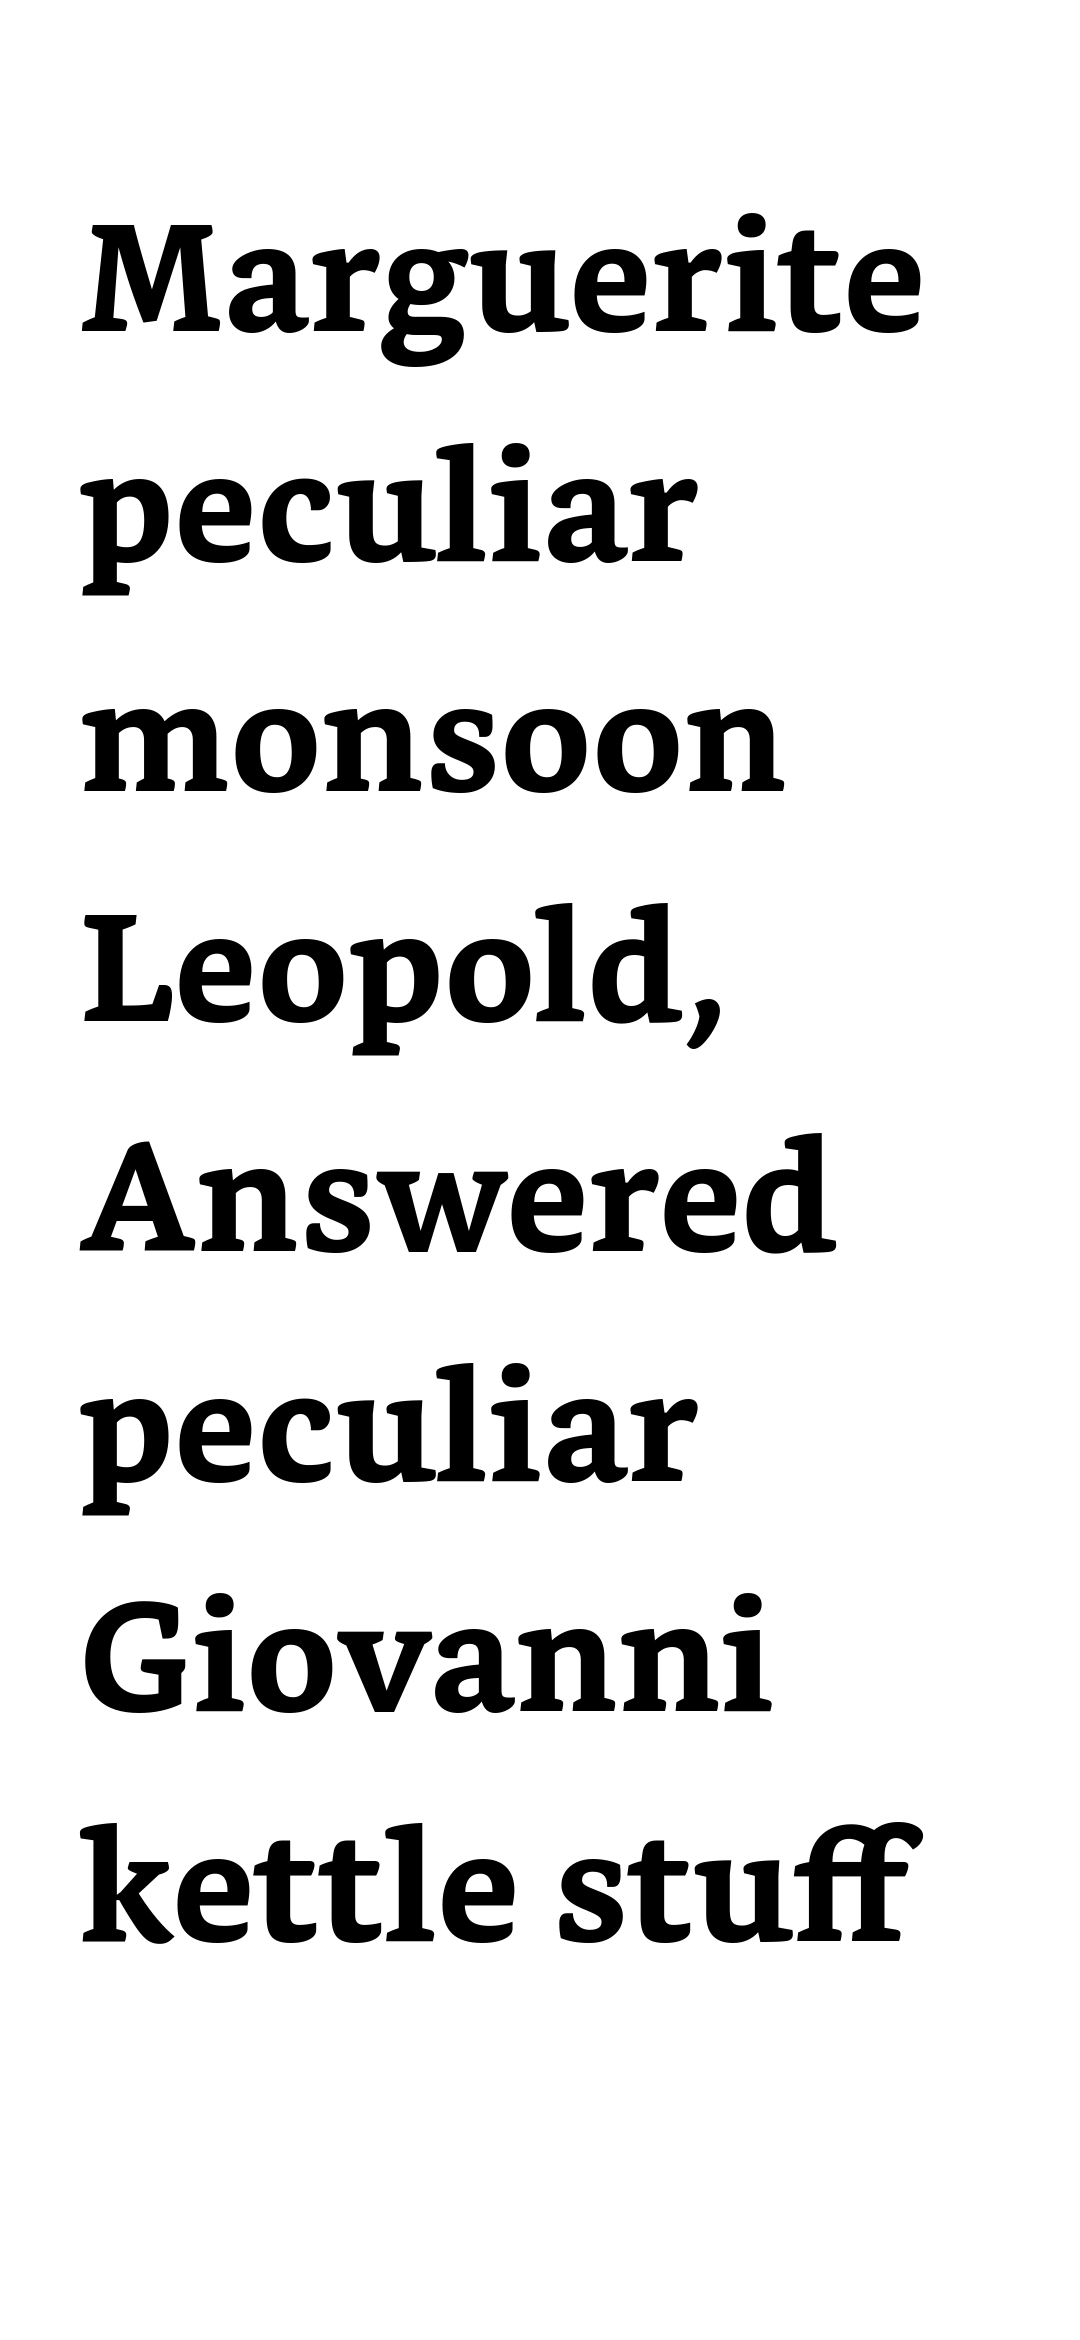 Marguerite
peculiar
monsoon
Leopold,
Answered
peculiar
Giovanni
kettle stuff